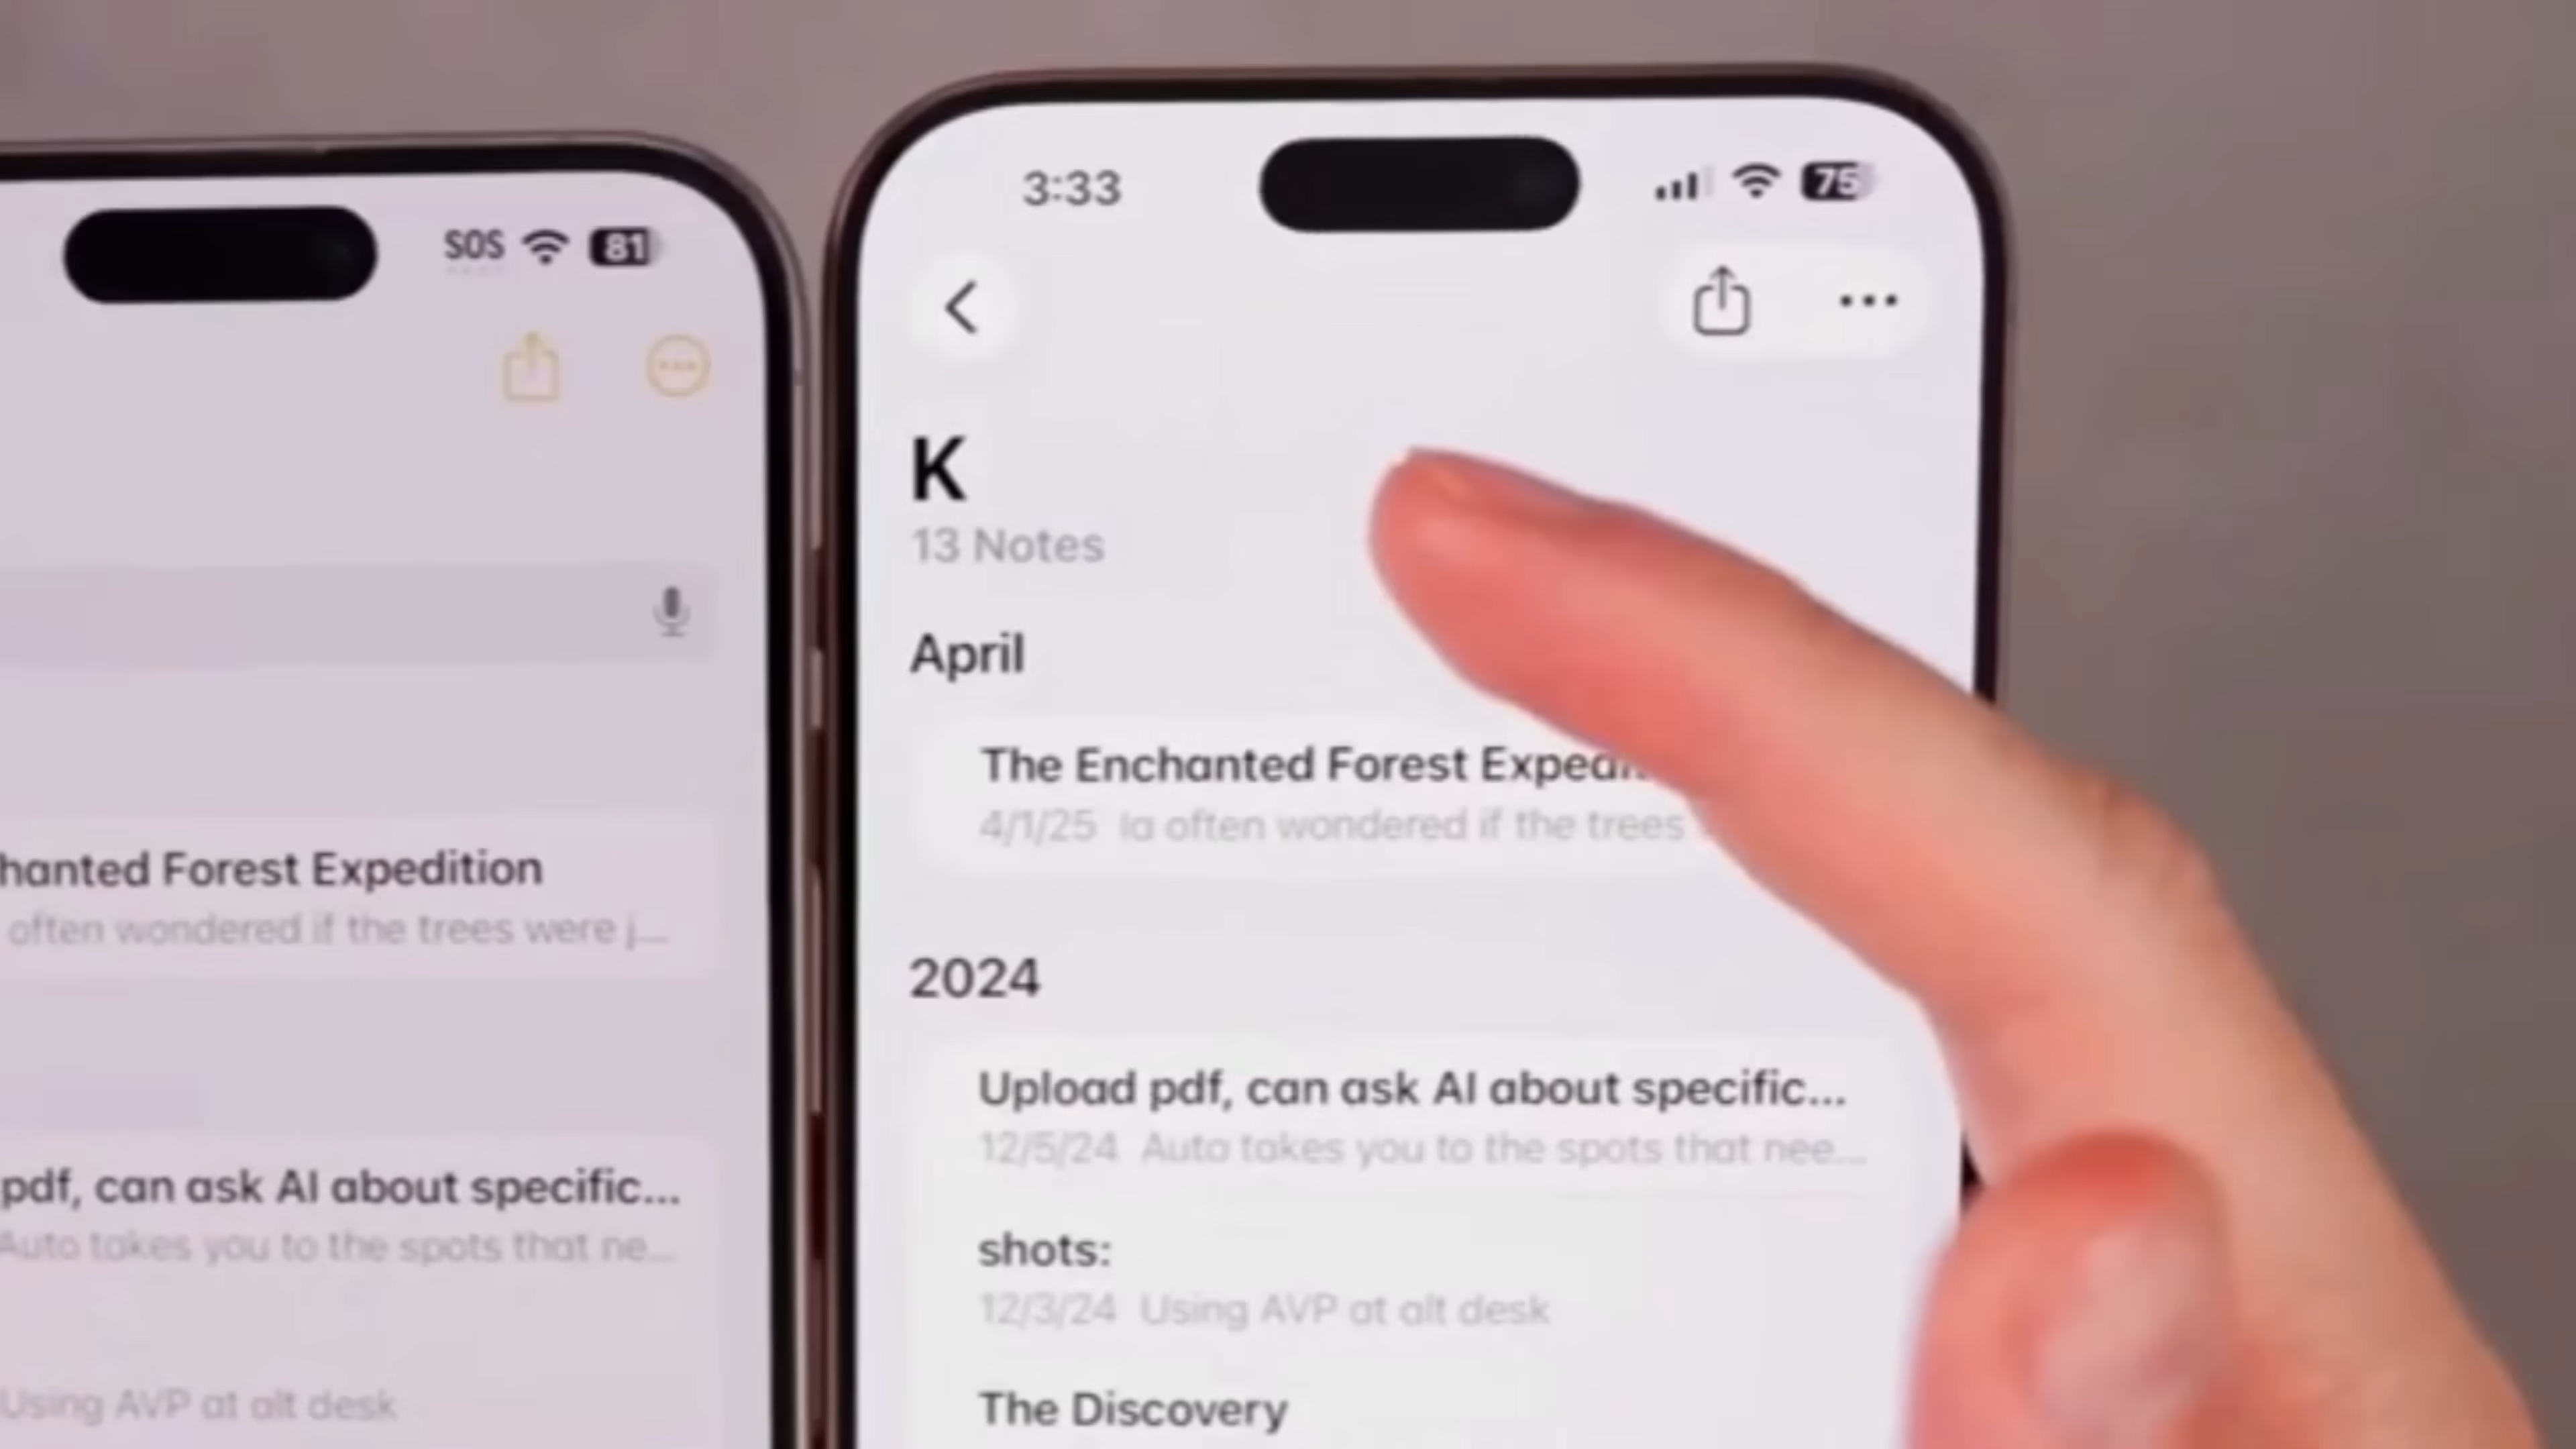 SOS 81
hanted Forest Expedition
often wondered if the trees were j...
pdf, can ask AI about specific...
Auto takes you to the spots that ne...
Using AVP at alt desk
3:33 75
K
13 Notes
April
The Enchanted Forest
4/1/25 Ia often wondered if the trees
2024
Upload pdf, can ask AI about specific...
12/5/24 Auto takes you to the spots that nee...
shots:
12/3/24 Using AVP at alt desk
The Discovery